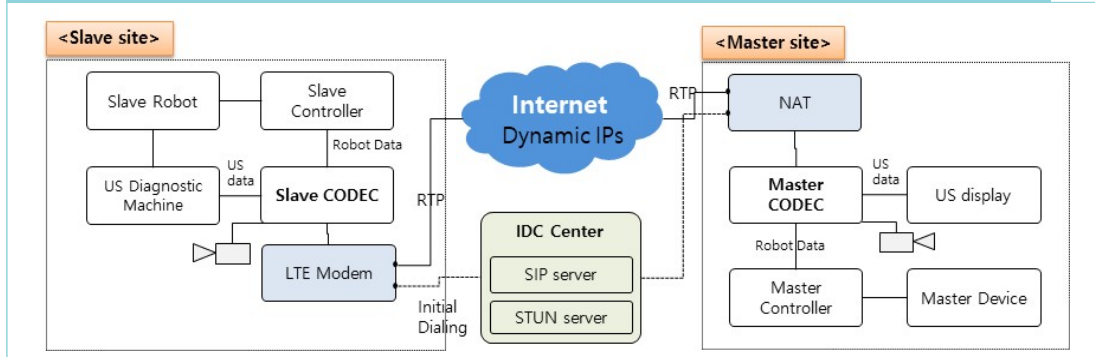 <Slave site>
Slave Robot
Slave
Controller
Robot Data
US Diagnostic
Machine
US
data
Slave CODEC
LTE Modem
RTP
Initial
Dialing
Internet
Dynamic IPs
IDC Center
SIP server
STUN server
<Master site>
RTP
NAT
Master
CODEC
US
data
US display
Robot Data
Master
Controller
Master Device